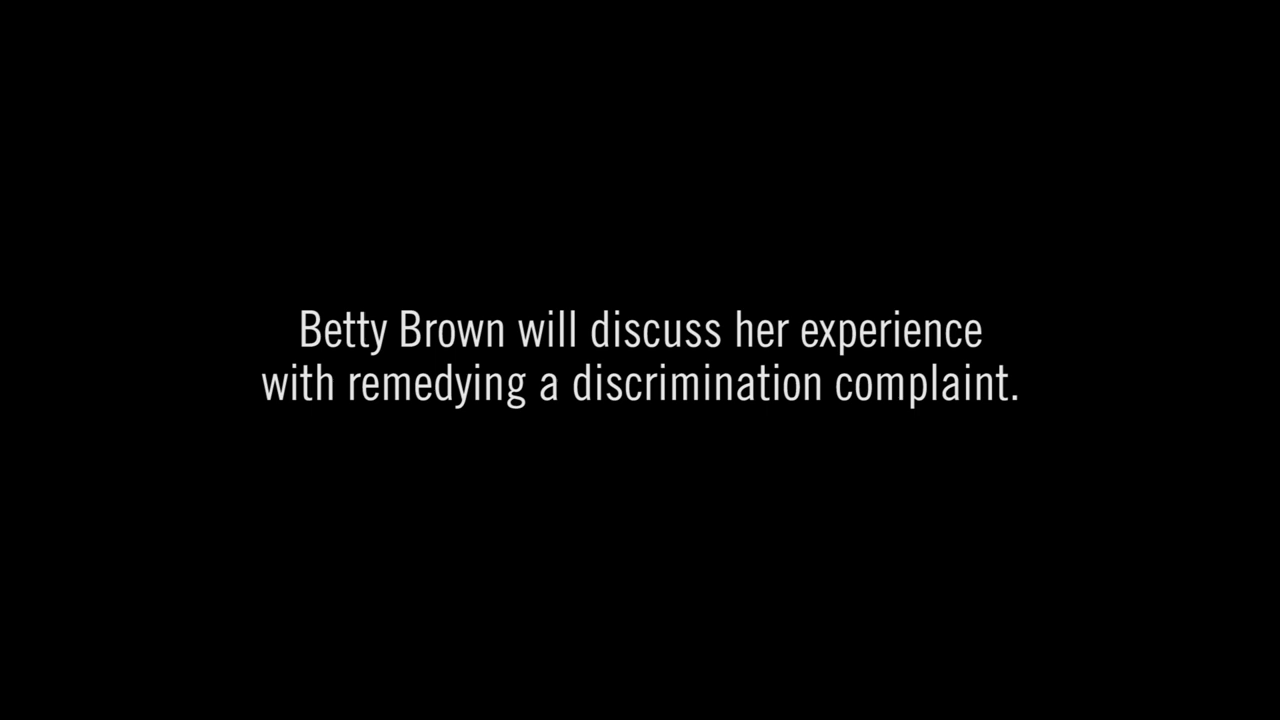 Betty Brown will discuss her experience
with remedying a discrimination complaint.